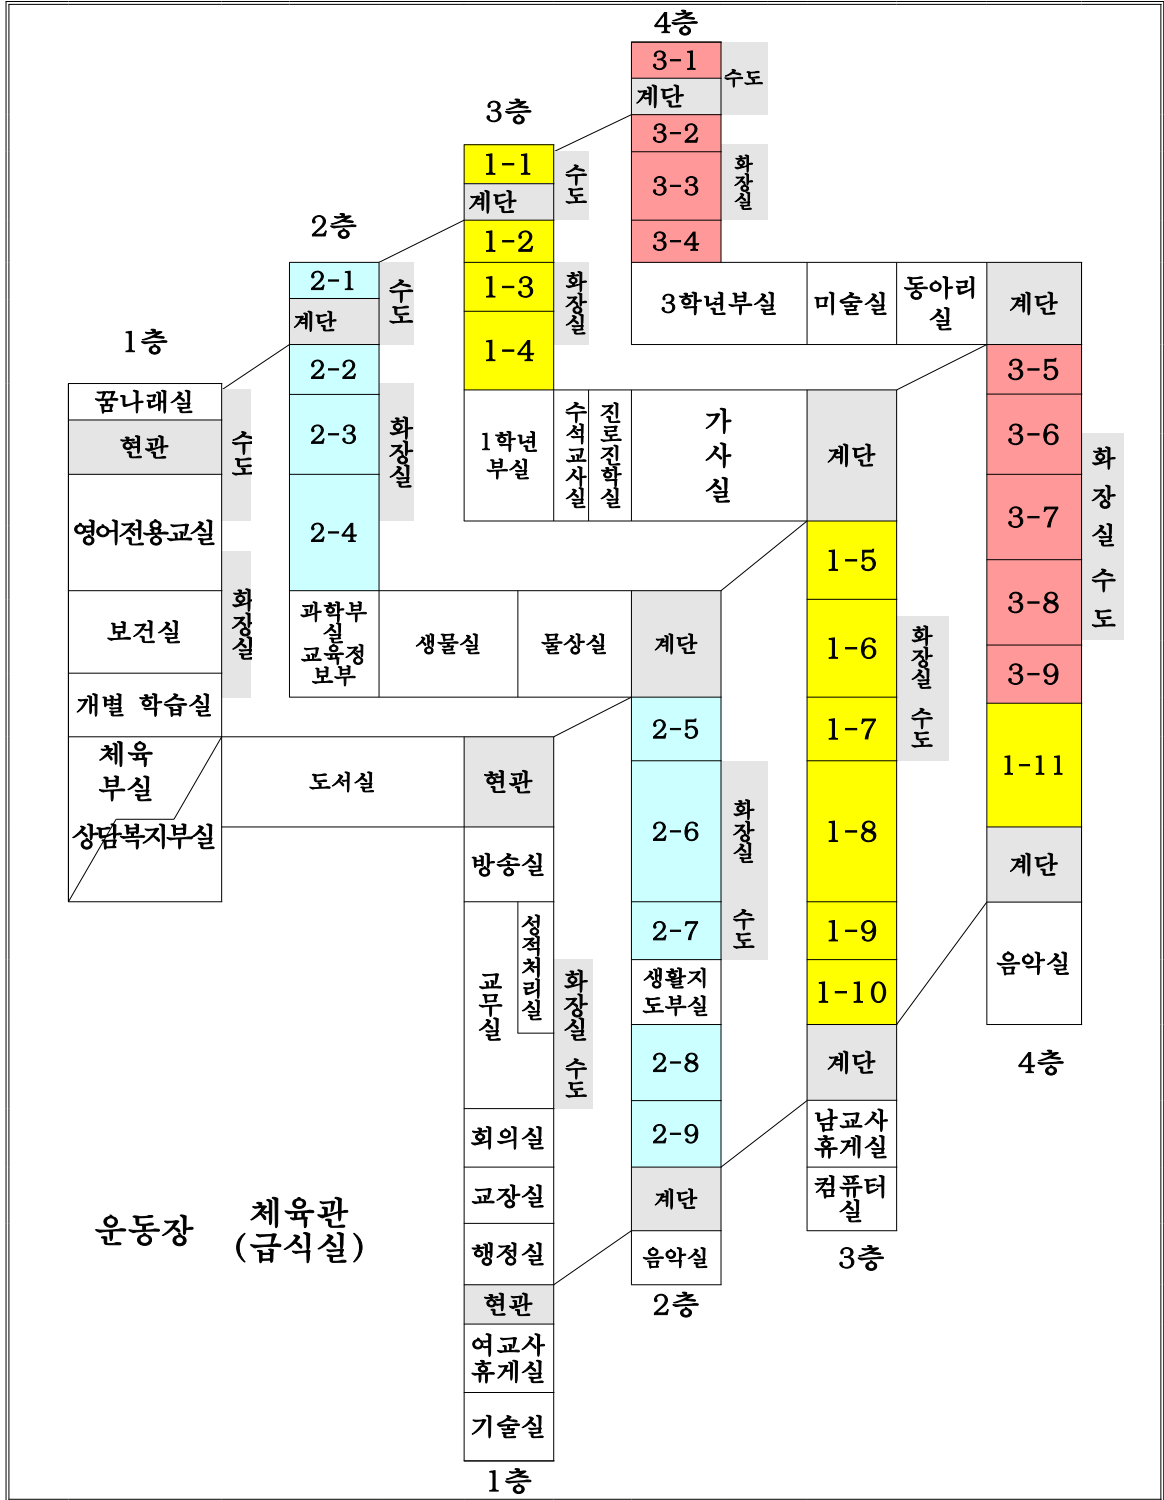 4층
3-1
계단
수도
3-2
3-3
화장실
3-4
3학년부실
미술실
동아리
실
계단
3-5
3-6
3-7
3-8
3-9
화장실
수도
1-11
계단
음악실
4층
3층
1-1
계단
수도
1-2
1-3
화장실
1-4
1학년
부실
수석교사실
진로진학실
가사실
계단
1-5
1-6
화장실
1-7
수도
1-8
1-9
1-10
계단
남교사
휴게실
컴퓨터
실
3층
2층
2-1
계단
수도
2-2
2-3
화장실
2-4
과학부
실
교육정
보부
생물실
물상실
계단
2-5
2-6
화장실
2-7
수도
생활지
도부실
2-8
2-9
계단
음악실
2층
1층
꿈나래실
현관
수도
영어전용교실
화장실
보건실
개별 학습실
체육
부실
상담복지부실
도서실
현관
방송실
교무실
성적처리실
화장실
수도
회의실
교장실
행정실
현관
여교사
휴게실
기술실
1층
운동장
체육관
(급식실)